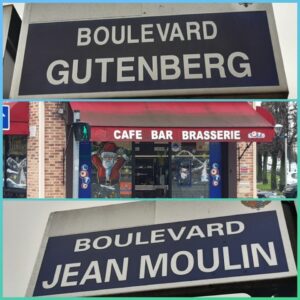 BOULEVARD
GUTENBERG
CAFE BAR BRASSERIE
BOULEVARD
JEAN MOULIN